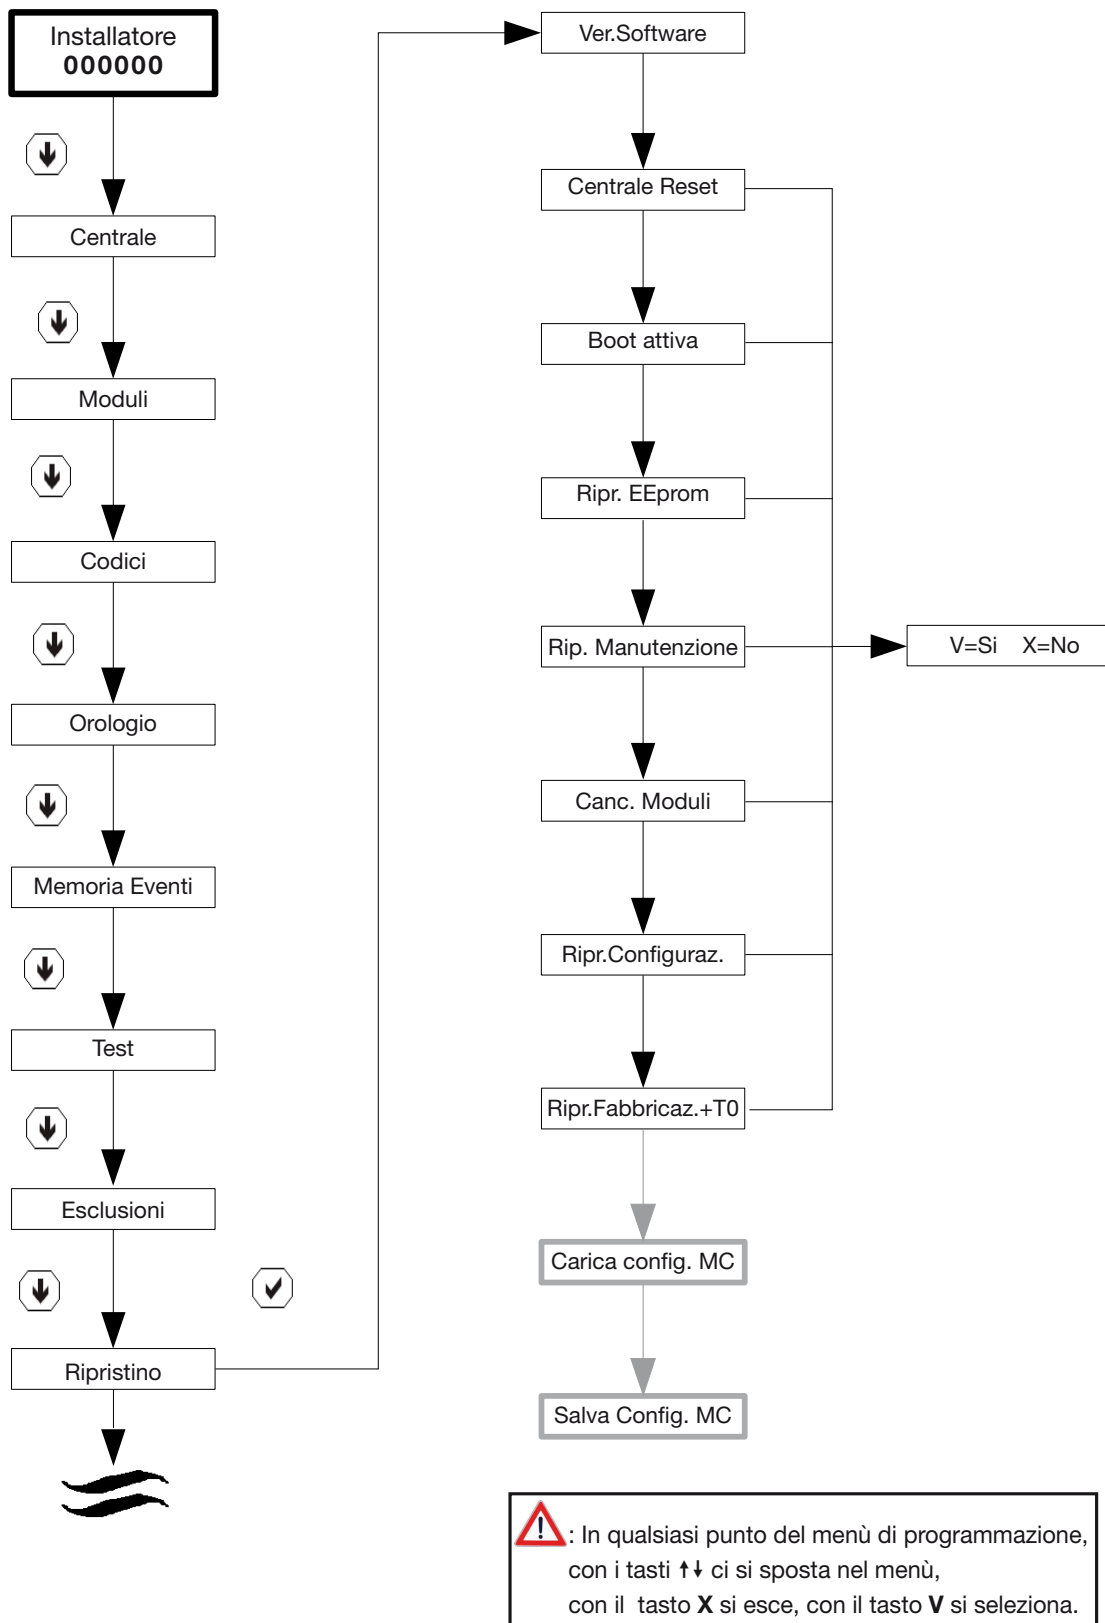 Installatore
000000
Centrale
Moduli
Codici
Orologio
Memoria Eventi
Test
Esclusioni
Ripristino
Ver.Software
Centrale Reset
Boot attiva
Ripr. EEprom
Rip. Manutenzione
Canc. Moduli
Ripr.Configuraz.
Ripr.Fabbricaz.+T0
Carica config. MC
Salva Config. MC
V=Si X=No
: In qualsiasi punto del menù di programmazione,
con i tasti ↑↓ ci si sposta nel menù,
con il tasto X si esce, con il tasto V si seleziona.